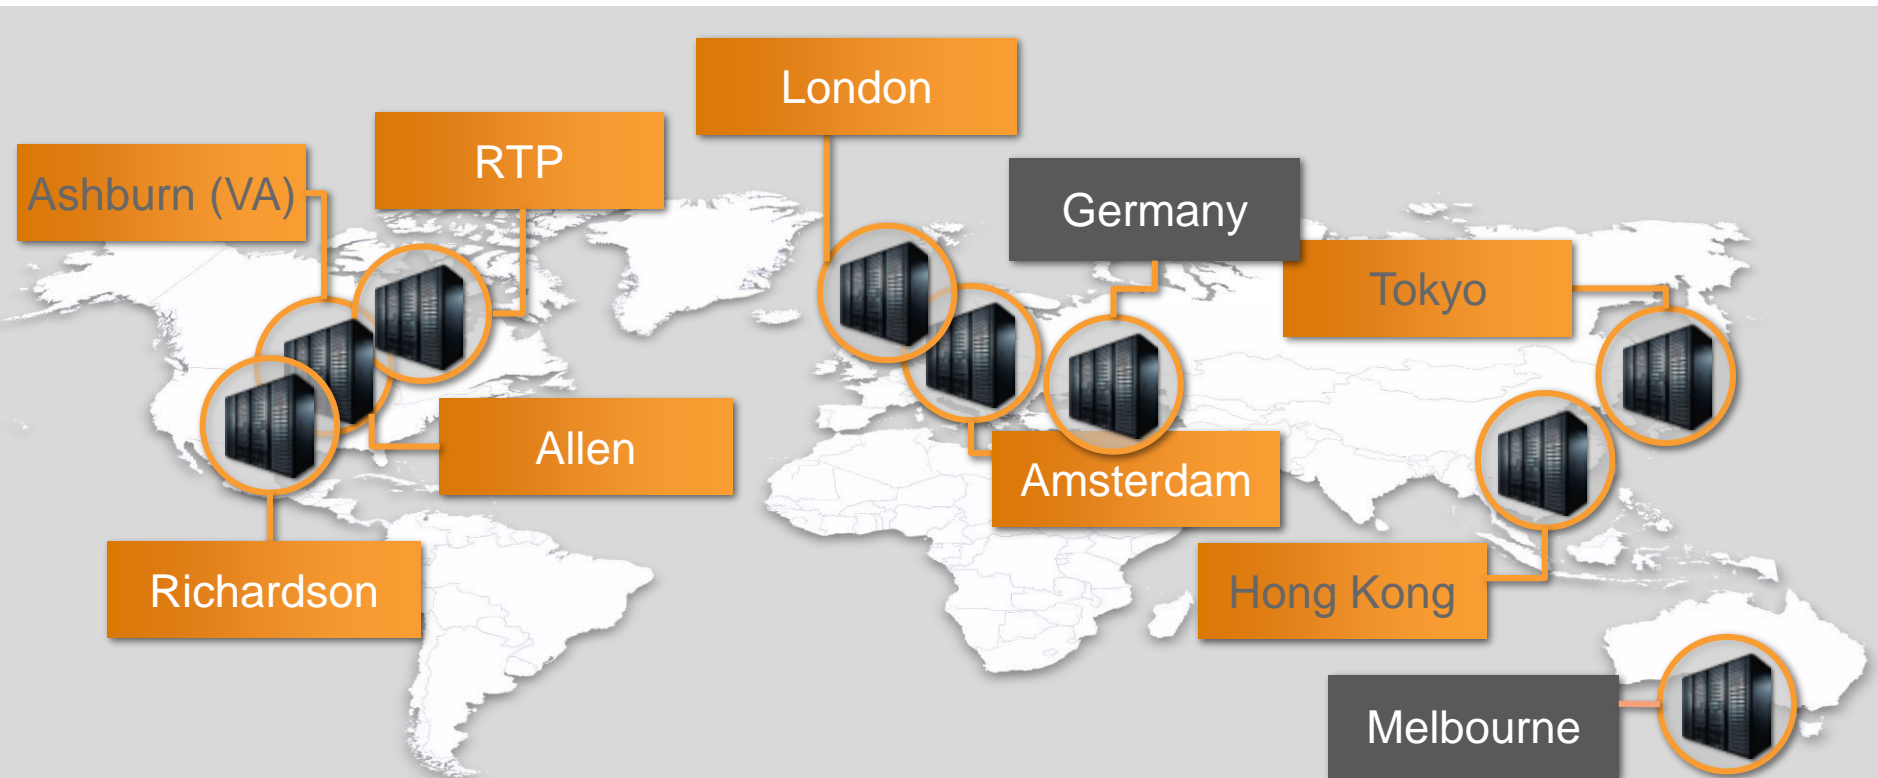 London
RTP
Ashburn (VA)
Germany
Tokyo
Allen
Amsterdam
Richardson
Hong Kong
Melbourne